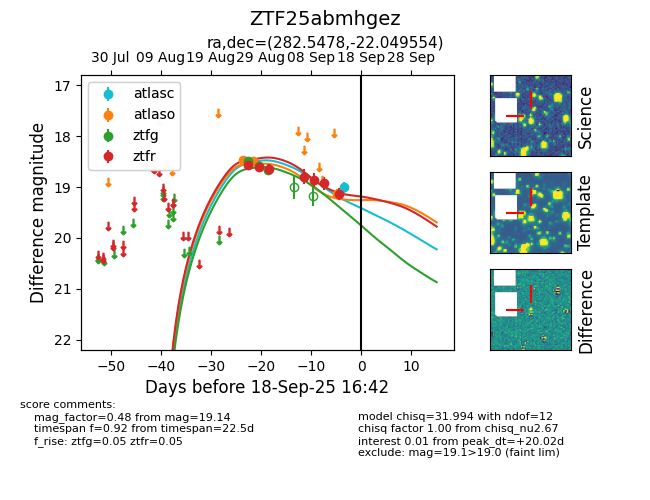 ZTF25abmhgez
ra,dec=(282.5478,-22.049554)
30 Jul 09 Aug 19 Aug 29 Aug 08 Sep 18 Sep 28 Sep
17
18
19
20
21
22
Difference magnitude
atlasc
atlaso
ztfg
ztfr
−50 −40 −30 −20 −10 0 10
Days before 18-Sep-25 16:42
Science
Template
Difference
score comments:
mag_factor=0.48 from mag=19.14
timespan f=0.92 from timespan=22.5d
f_rise: ztfg=0.05 ztfr=0.05
model chisq=31.994 with ndof=12
chisq factor 1.00 from chisq_nu2.67
interest 0.01 from peak_dt=+20.02d
exclude: mag=19.1>19.0 (faint lim)